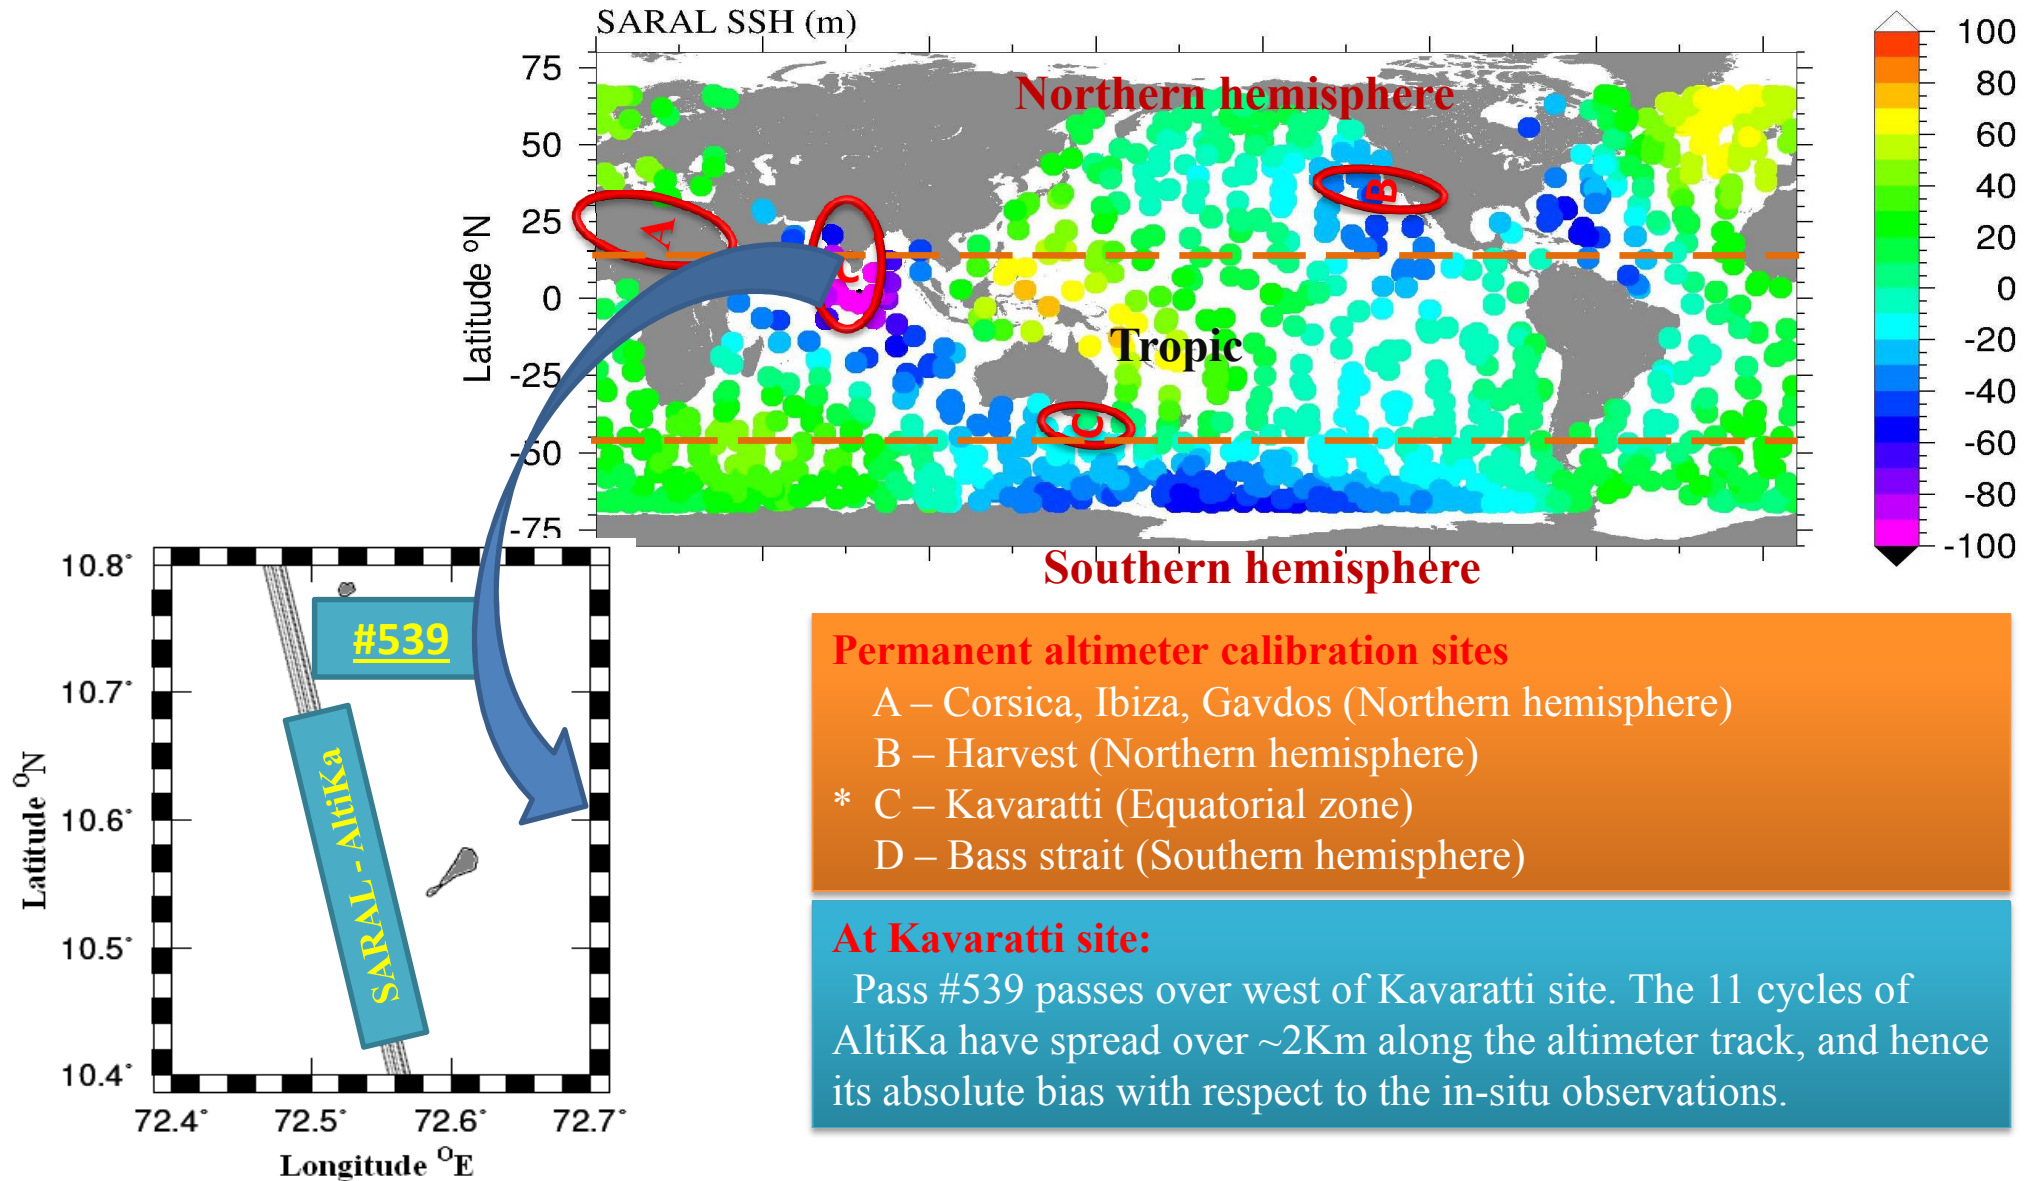 SARAL SSH (m)
Northern hemisphere
75
50
25
0
-25
-50
-75
Latitude ºN
A
B
C
C
Tropic
Southern hemisphere
100
80
60
40
20
0
-20
-40
-60
-80
-100
10.8°
10.7°
10.6°
10.5°
10.4°
Latitude ᴼN
72.4°
72.5°
72.6°
72.7°
Longitude ᴼE
#539
SARAL - AltiKa
Permanent altimeter calibration sites
A – Corsica, Ibiza, Gavdos (Northern hemisphere)
B – Harvest (Northern hemisphere)
* C – Kavaratti (Equatorial zone)
D – Bass strait (Southern hemisphere)
At Kavaratti site:
Pass #539 passes over west of Kavaratti site. The 11 cycles of
AltiKa have spread over ~2Km along the altimeter track, and hence
its absolute bias with respect to the in-situ observations.